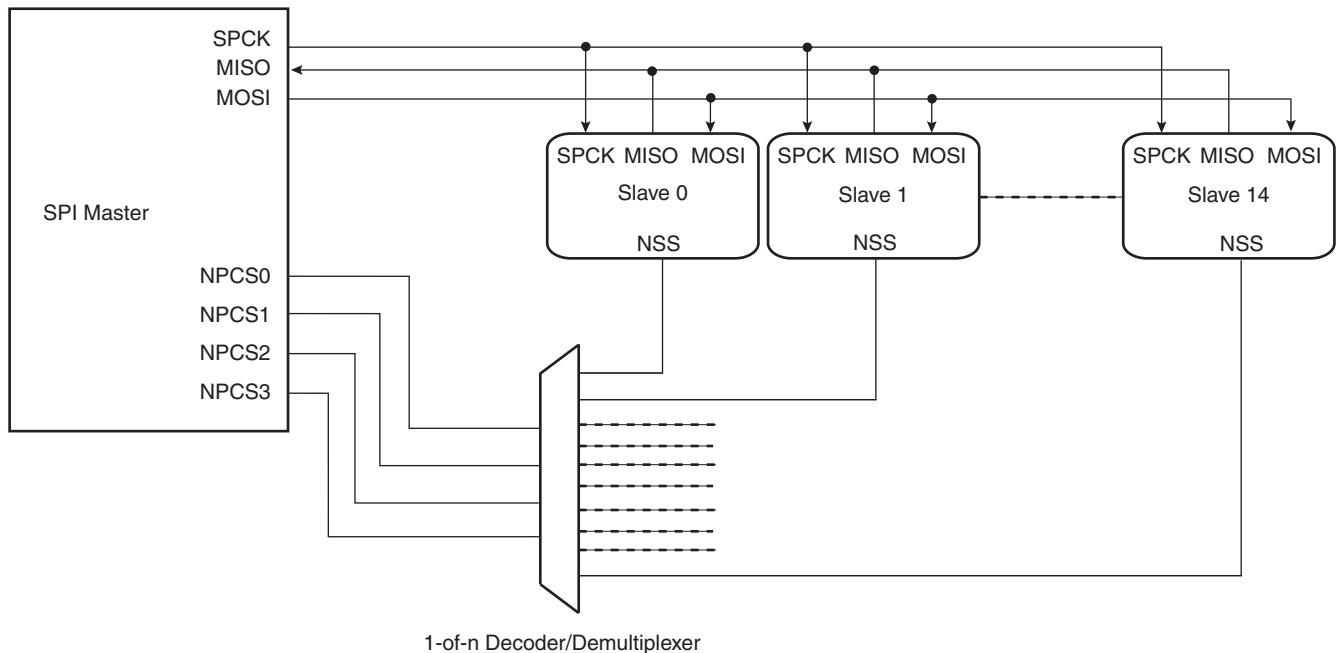 SPCK
MISO
MOSI
SPI Master
NPCS0
NPCS1
NPCS2
NPCS3
SPCK MISO MOSI
Slave 0
NSS
SPCK MISO MOSI
Slave 1
NSS
SPCK MISO MOSI
Slave 14
NSS
1-of-n Decoder/Demultiplexer